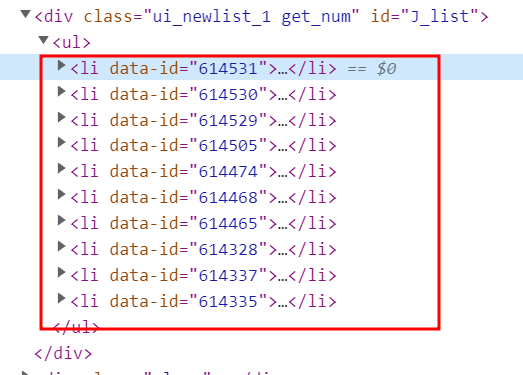 ▼<div class="ui_newlist_1 get_num" id="J_list">
▼<ul>
▶<li data-id="614531">…</li> == $0
▶<li data-id="614530">…</li>
▶<li data-id="614529">…</li>
▶<li data-id="614505">…</li>
▶<li data-id="614474">…</li>
▶<li data-id="614468">…</li>
▶<li data-id="614465">…</li>
▶<li data-id="614328">…</li>
▶<li data-id="614337">…</li>
▶<li data-id="614335">…</li>
</ul>
</div>